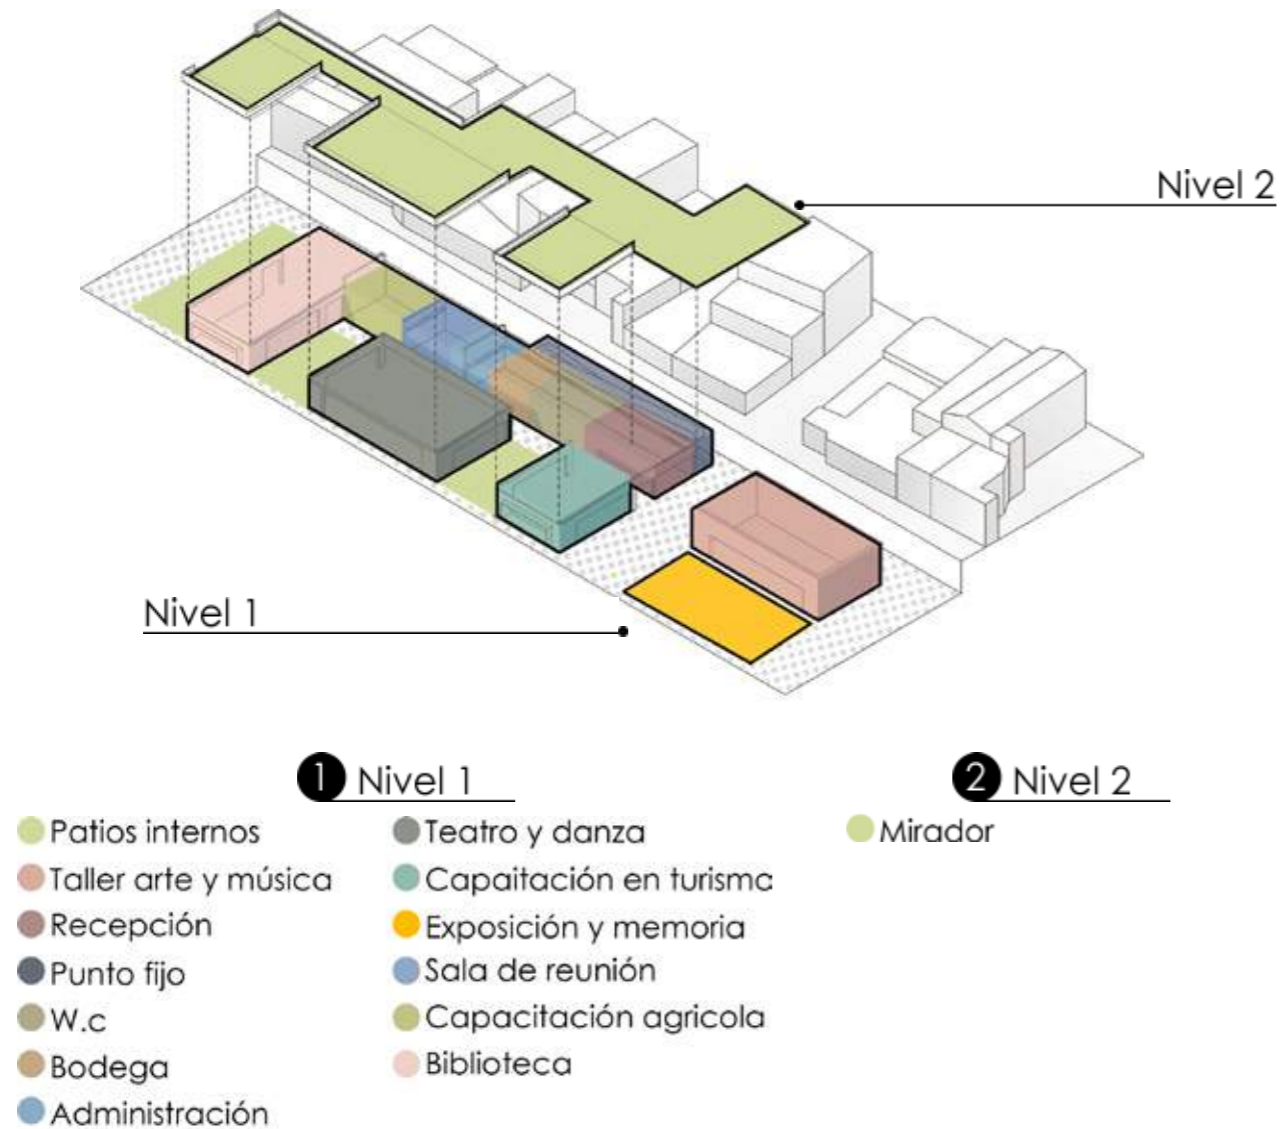 Nivel 2
Nivel 1
1 Nivel 1
Patios internos
Taller arte y música
Recepción
Punto fijo
W.c
Bodega
Administración
Teatro y danza
Capaitación en turismo
Exposición y memoria
Sala de reunión
Capacitación agricola
Biblioteca
2 Nivel 2
Mirador